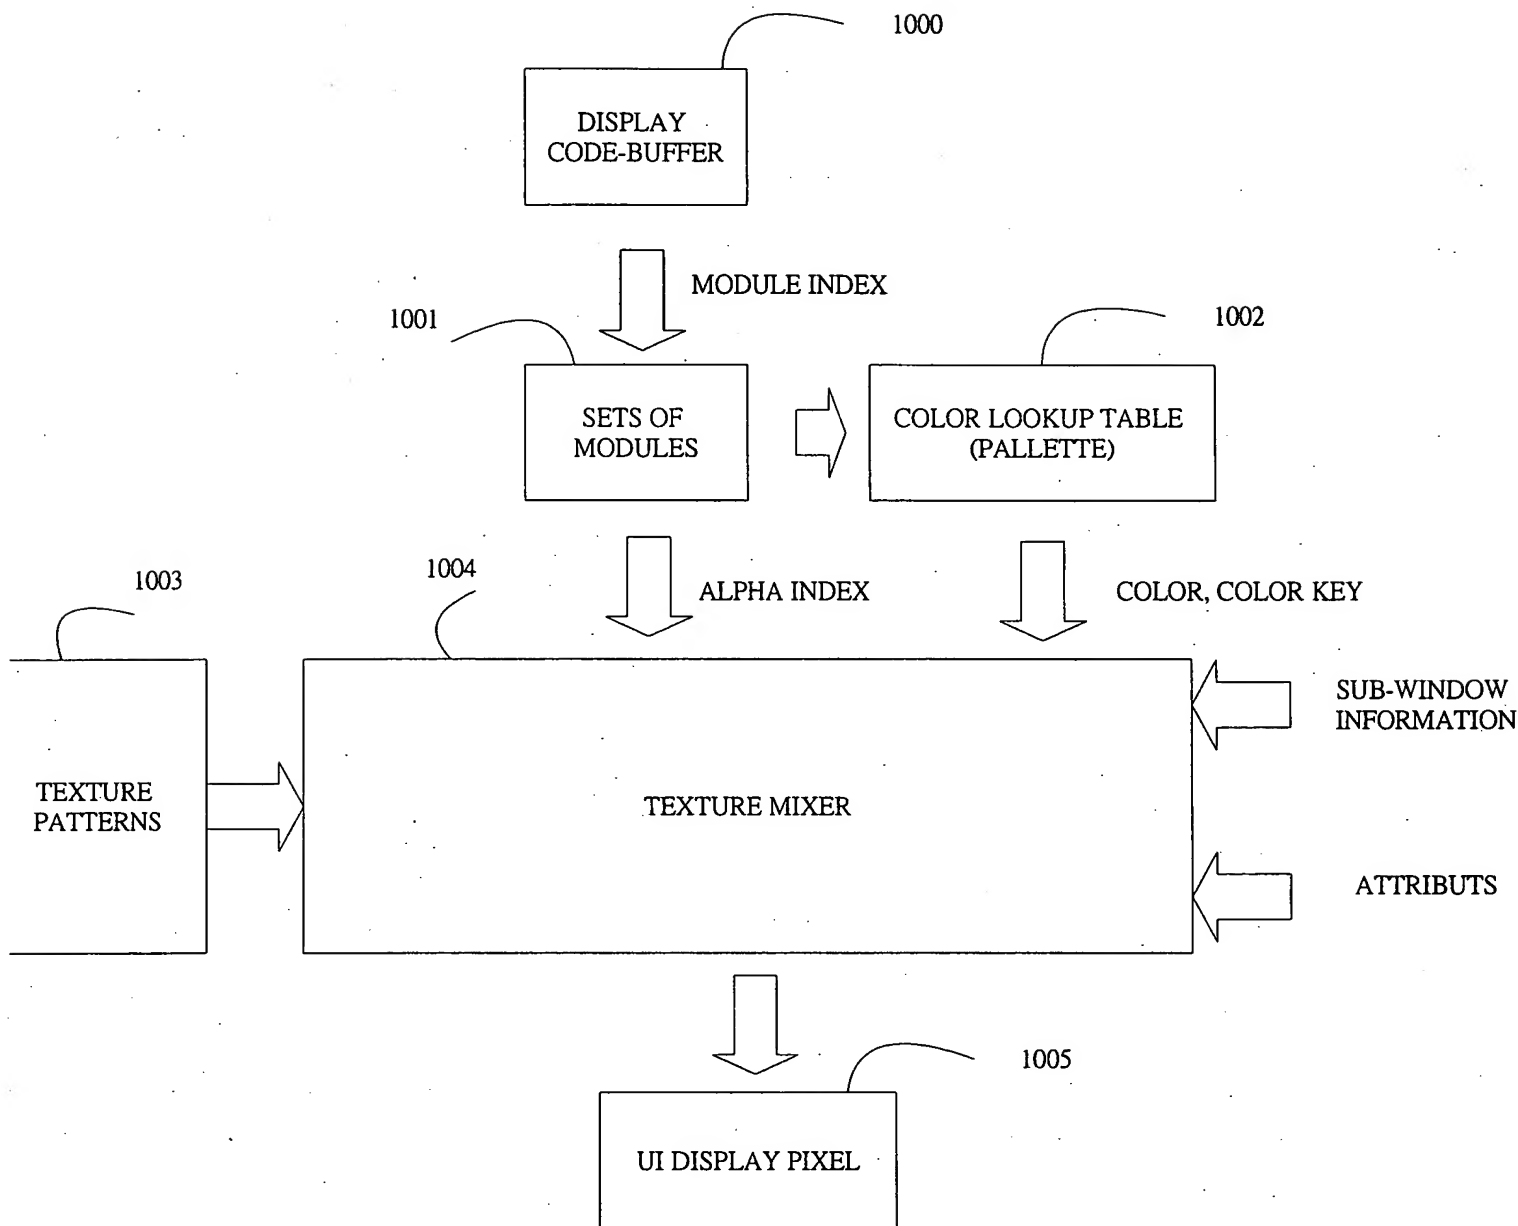 1000
DISPLAY
CODE-BUFFER
MODULE INDEX
1001
1002
SETS OF
MODULES
COLOR LOOKUP TABLE
(PALLETTE)
1003
1004
ALPHA INDEX
COLOR, COLOR KEY
SUB-WINDOW
INFORMATION
TEXTURE
PATTERNS
TEXTURE MIXER
ATTRIBUTS
1005
UI DISPLAY PIXEL